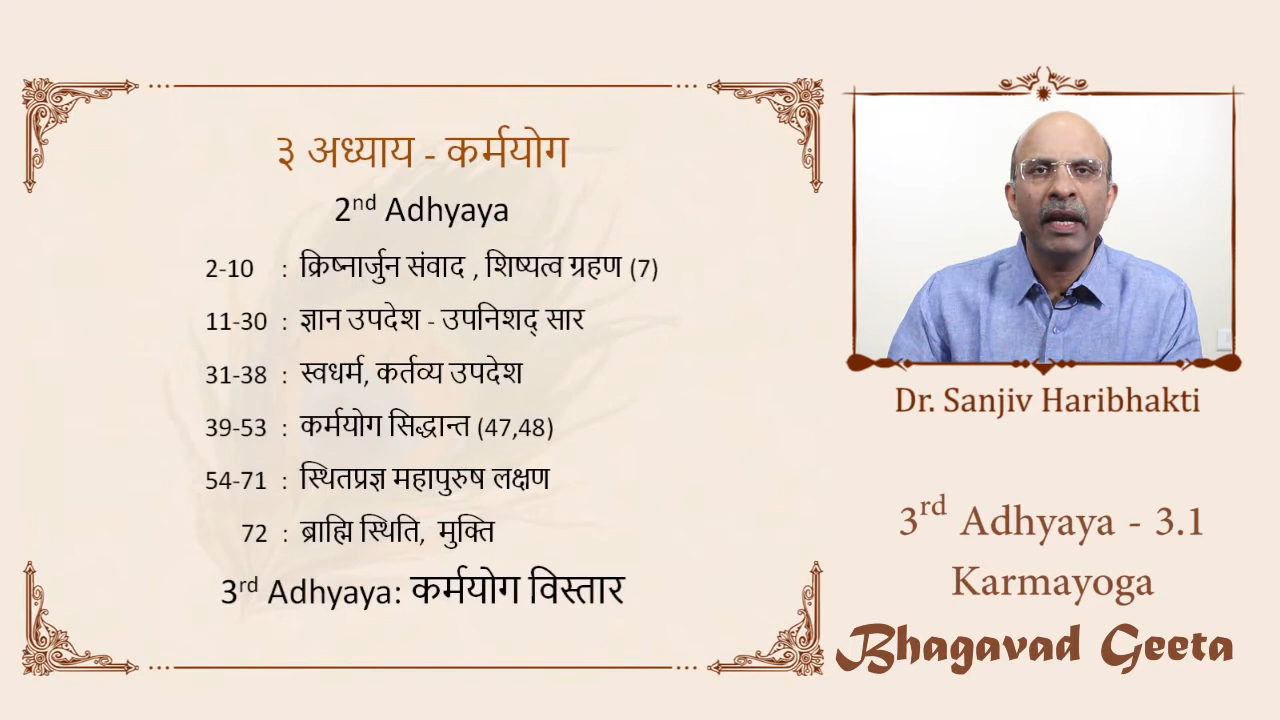 ३ अध्याय - कर्मयोग
2nd Adhyaya
2-10 : क्रिष्नार्जुन संवाद , शिष्यत्व ग्रहण (7)
11-30 : ज्ञान उपदेश - उपनिशद् सार
31-38 : स्वधर्म, कर्तव्य उपदेश
39-53 : कर्मयोग सिद्धान्त (47,48)
54-71 : स्थितप्रज्ञ महापुरुष लक्षण
72 : ब्राह्मि स्थिति, मुक्ति
3rd Adhyaya: कर्मयोग विस्तार
Dr. Sanjiv Haribhakti
3rd Adhyaya - 3.1
Karmayoga
Bhagavad Geeta